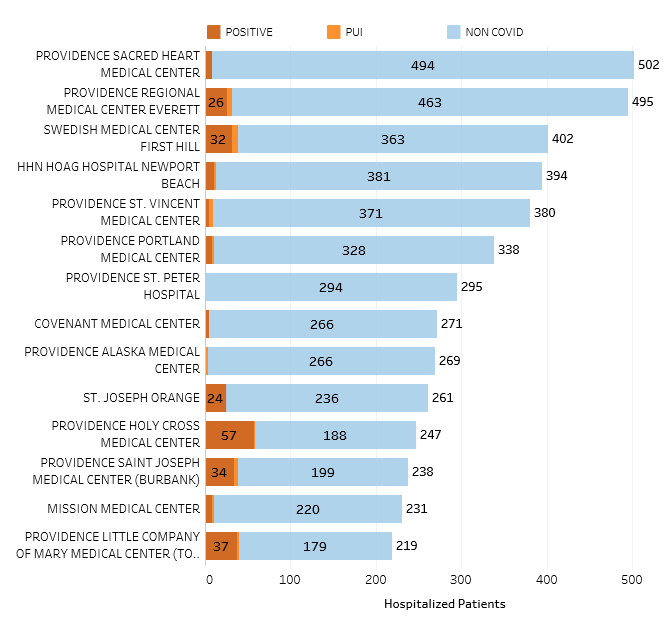 POSITIVE PUI NON COVID
PROVIDENCE SACRED HEART
MEDICAL CENTER
494 502
PROVIDENCE REGIONAL
MEDICAL CENTER EVERETT
26 463 495
SWEDISH MEDICAL CENTER
FIRST HILL
32 363 402
HHN HOAG HOSPITAL NEWPORT
BEACH
381 394
PROVIDENCE ST. VINCENT
MEDICAL CENTER
371 380
PROVIDENCE PORTLAND
MEDICAL CENTER
328 338
PROVIDENCE ST. PETER
HOSPITAL
294 295
COVENANT MEDICAL CENTER 266 271
PROVIDENCE ALASKA MEDICAL
CENTER
266 269
ST. JOSEPH ORANGE 24 236 261
PROVIDENCE HOLY CROSS
MEDICAL CENTER
57 188 247
PROVIDENCE SAINT JOSEPH
MEDICAL CENTER (BURBANK)
34 199 238
MISSION MEDICAL CENTER 220 231
PROVIDENCE LITTLE COMPANY
OF MARY MEDICAL CENTER (TO..
37 179 219
0 100 200 300 400 500
Hospitalized Patients